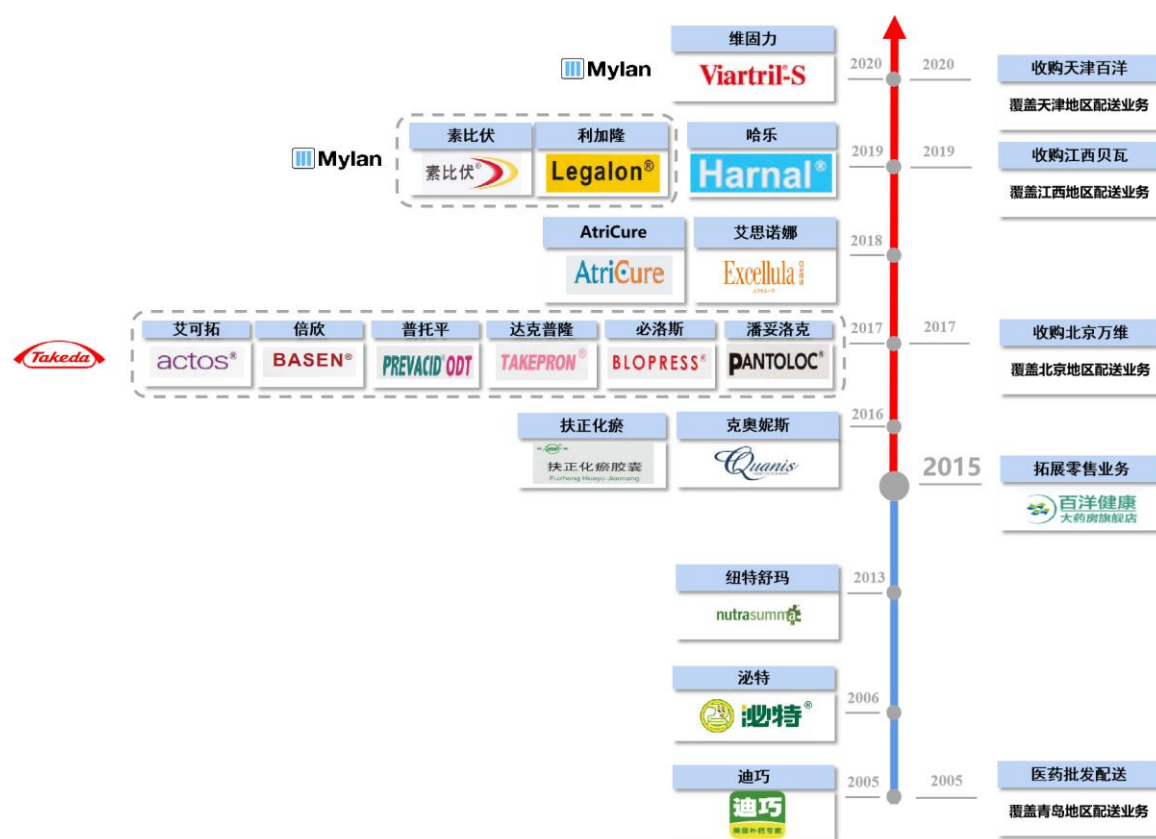 维固力
Mylan
Viartril-S
2020
2020
收购天津百洋
覆盖天津地区配送业务
素比伏
利加隆
哈乐
Mylan
素比伏®
Legalon®
Harnal®
2019
2019
收购江西贝瓦
覆盖江西地区配送业务
AtriCure
艾思诺娜
2018
AtriCure
Excellula
艾可拓
倍欣
普托平
达克普隆
必洛斯
潘妥洛克
2017
2017
收购北京万维
覆盖北京地区配送业务
Takeda
actos®
BASEN®
PREVACID® ODT
TAKEPRON®
BLOPRESS®
PANTOLOC®
扶正化瘀
克奥妮斯
2016
扶正化瘀胶囊
Fuzheng Huayu Jiaonang
Quanis
2015
拓展零售业务
百洋健康
大药房旗舰店
纽特舒玛
2013
nutrasumma
泌特
2006
泌特®
迪巧
2005
2005
医药批发配送
迪巧
美国补钙专家
覆盖青岛地区配送业务